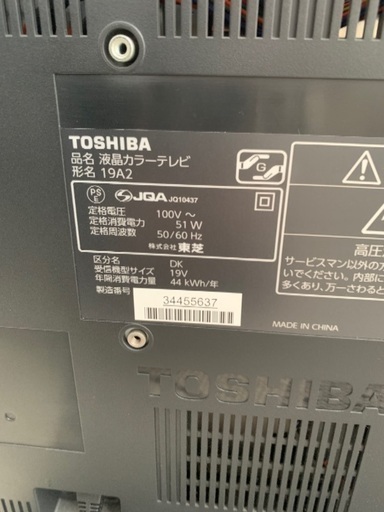 TOSHIBA
品名 液晶カラーテレビ
形名 19A2
G
PS
E
JQA JQ10437
定格電圧 100V ～
定格消費電力 51 W
定格周波数 50/60 Hz
株式会社 東芝
区分名 DK
受信機型サイズ 19V
年間消費電力量 44 kWh/年
製造番号 34455637
高圧
サービスマン以外の
いでください。内部に
多くあり、万一さわると
MADE IN CHINA
TOSHIBA